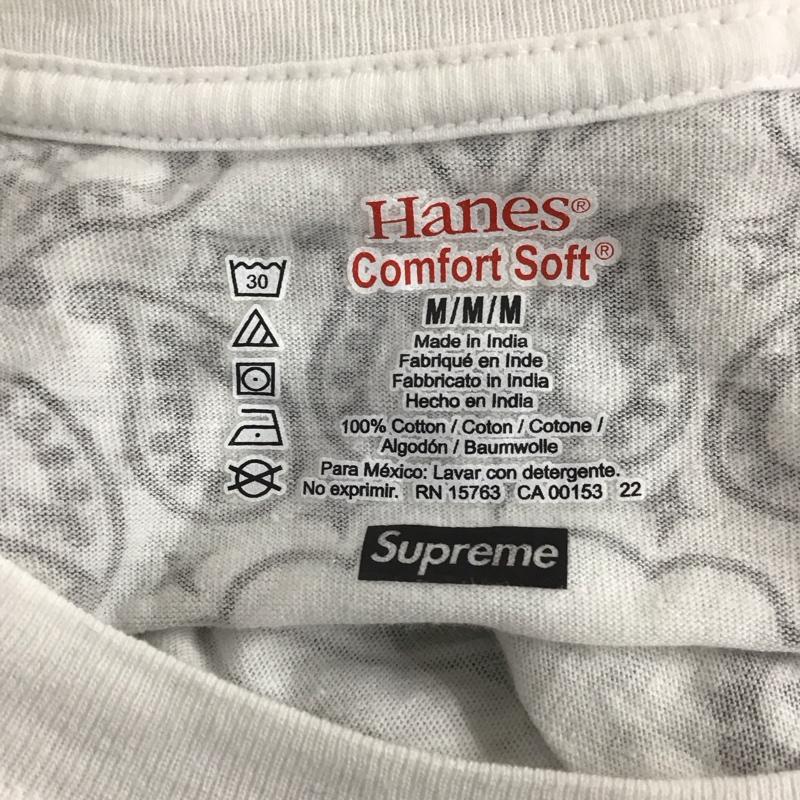 Hanes®
Comfort Soft®
30
M/M/M
Made in India
Fabriqué en Inde
Fabbricato in India
Hecho en India
100% Cotton / Coton / Cotone /
Algodón / Baumwolle
Para México: Lavar con detergente.
No exprimir. RN 15763 CA 00153 22
Supreme